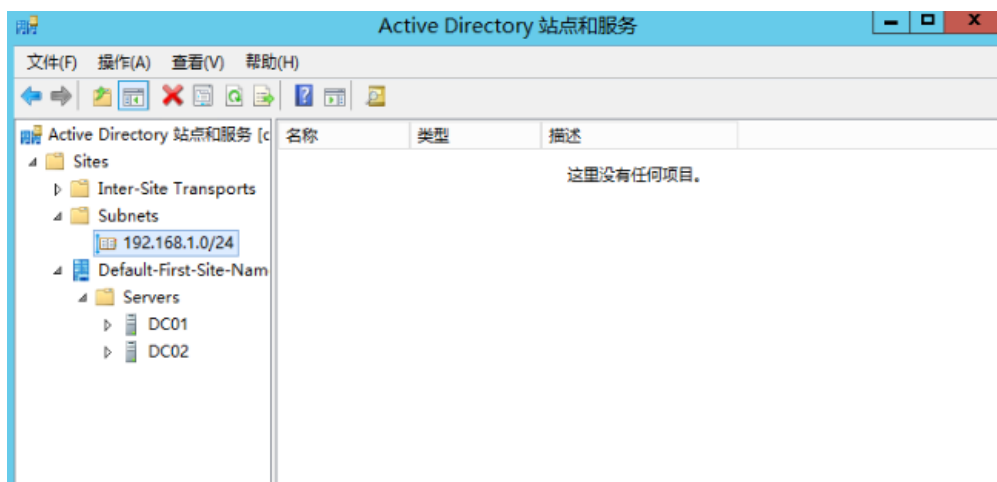 Active Directory 站点和服务
文件(F) 操作(A) 查看(V) 帮助(H)
Active Directory 站点和服务 [c
名称 类型 描述
Sites
这里没有任何项目。
Inter-Site Transports
Subnets
192.168.1.0/24
Default-First-Site-Nam
Servers
DC01
DC02